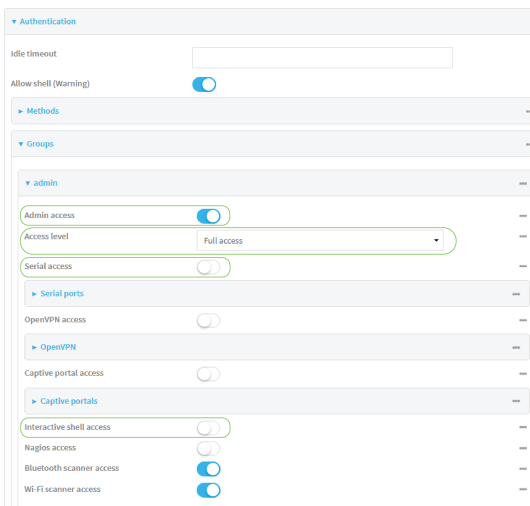 Authentication
Idle timeout
Allow shell (Warning)
Methods
Groups
admin
Admin access
Access level Full access
Serial access
Serial ports
OpenVPN access
OpenVPN
Captive portal access
Captive portals
Interactive shell access
Nagios access
Bluetooth scanner access
Wi-Fi scanner access